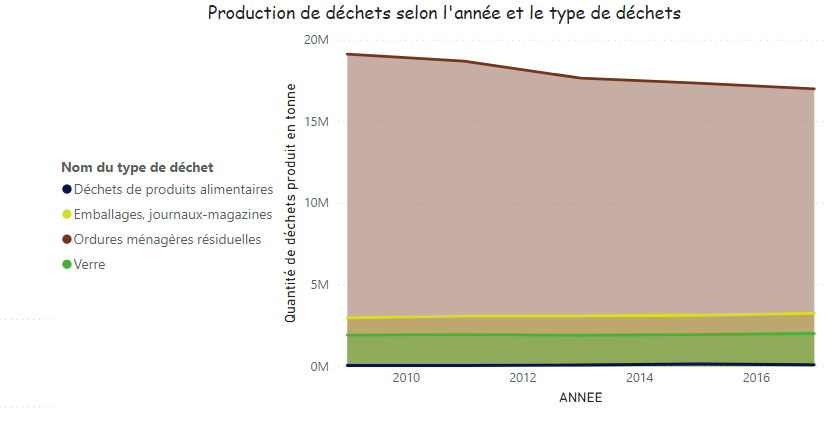 Production de déchets selon l'année et le type de déchets
Nom du type de déchet
Déchets de produits alimentaires
Emballages, journaux-magazines
Ordures ménagères résiduelles
Verre
Quantité de déchets produit en tonne
20M
15M
10M
5M
0M
2010
2012
2014
2016
ANNEE